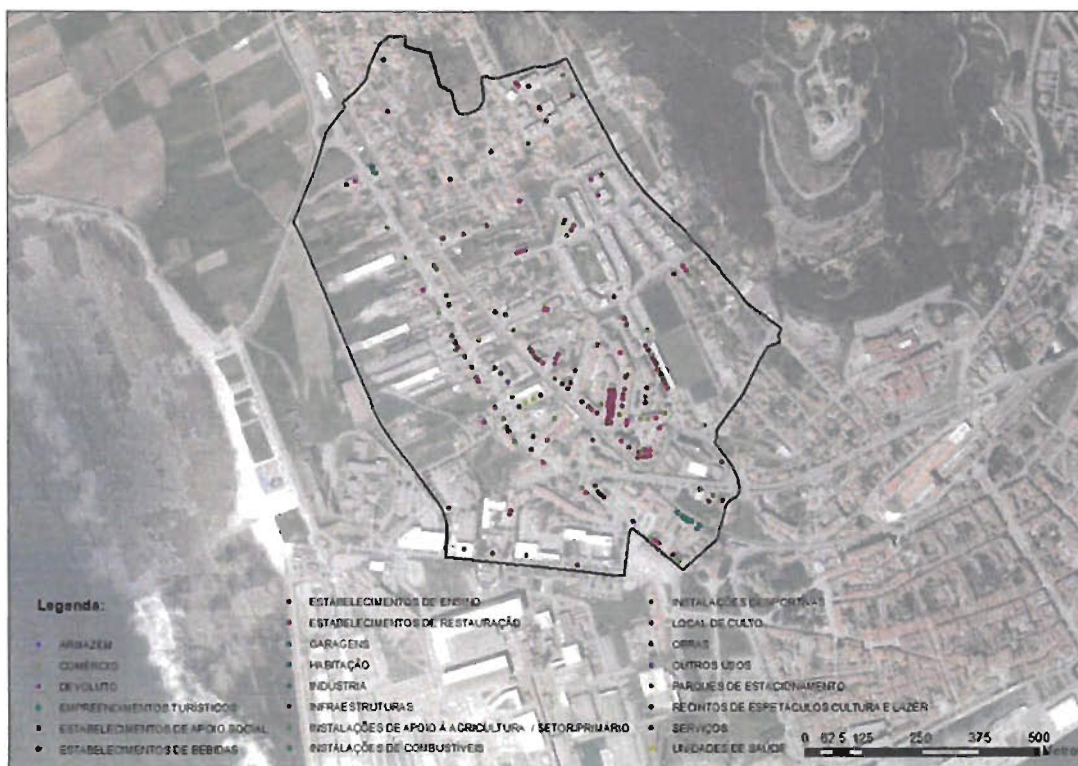 Legenda:
ARMAZEM
COMÉRCIO
DEVOLUTO
EMPREENDIMENTOS TURÍSTICOS
ESTABELECIMENTOS DE APOIO SOCIAL
ESTABELECIMENTOS DE BEBIDAS
ESTABELECIMENTOS DE ENSINO
ESTABELECIMENTOS DE RESTAURAÇÃO
GARAGENS
HABITAÇÃO
INDÚSTRIA
INFRAESTRUTURAS
INSTALAÇÕES DE APOIO À AGRICULTURA / SETOR PRIMÁRIO
INSTALAÇÕES DE COMBUSTÍVEIS
INSTALAÇÕES DESPORTIVAS
LOCAL DE CULTO
OBRAS
OUTROS USOS
PARQUES DE ESTACIONAMENTO
RECINTOS DE ESPETÁCULOS CULTURA E LAZER
SERVIÇOS
UNIDADES DE SAÚDE
0 62,5 125 250 375 500
Metros